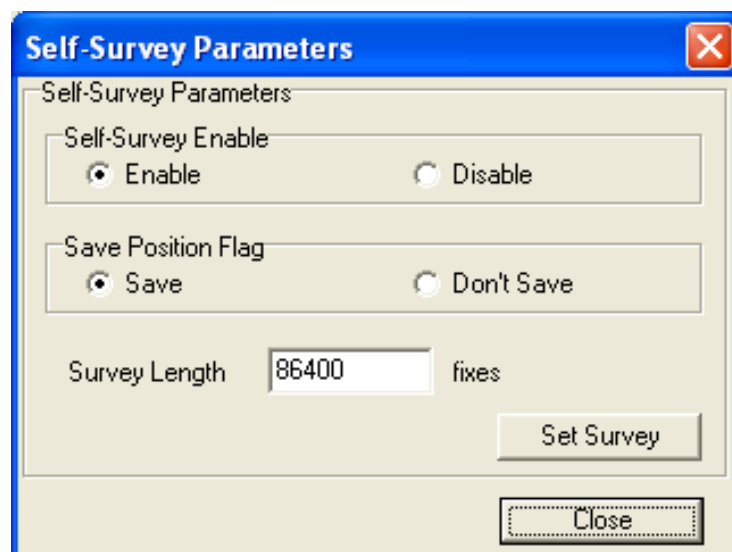 Self-Survey Parameters
Self-Survey Parameters
Self-Survey Enable
Enable Disable
Save Position Flag
Save Don't Save
Survey Length 86400 fixes
Set Survey
Close